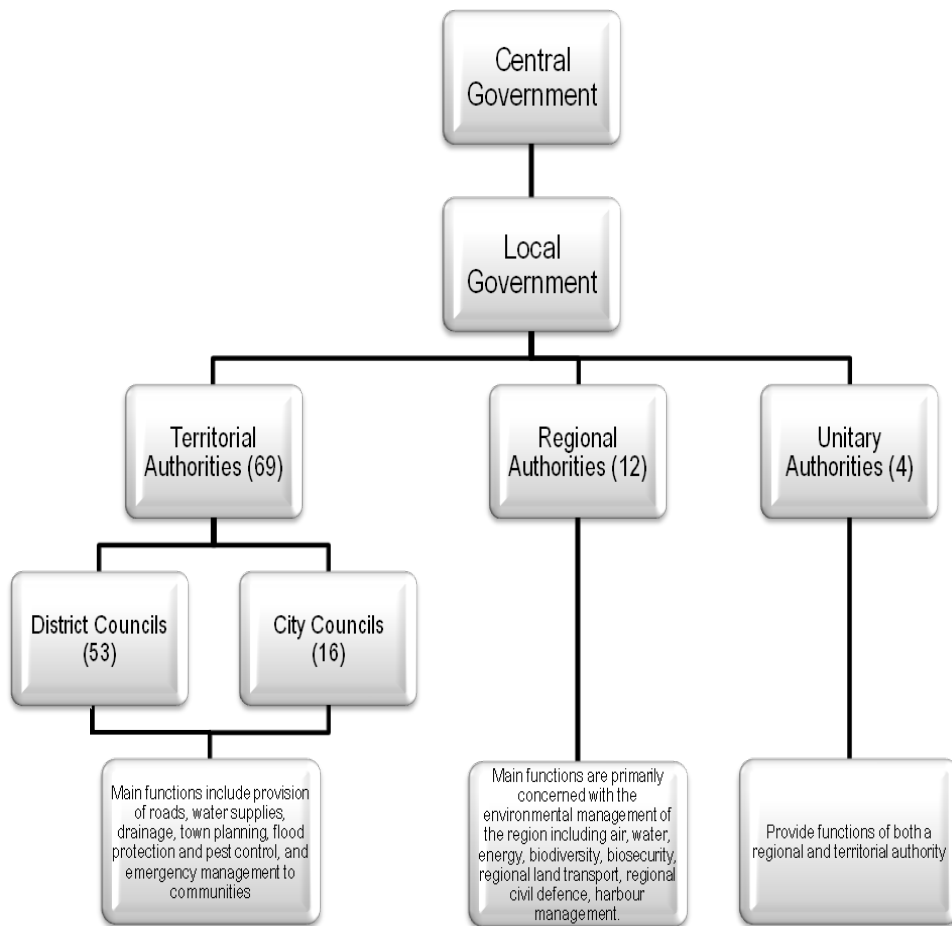 Central
Government
Local
Government
Territorial
Authorities (69)
Regional
Authorities (12)
Unitary
Authorities (4)
District Councils
(53)
City Councils
(16)
Main functions include provision
of roads, water supplies,
drainage, town planning, flood
protection and pest control, and
emergency management to
communities
Main functions are primarily
concerned with the
environmental management of
the region including air, water,
energy, biodiversity, biosecurity,
regional land transport, regional
civil defence, harbour
management.
Provide functions of both a
regional and territorial authority